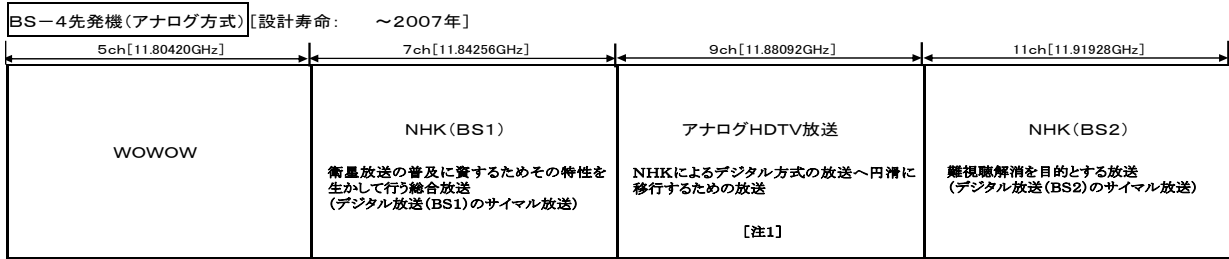 BS－4先発機(アナログ方式) [設計寿命：　～2007年]
5ch[11.80420GHz]
7ch[11.84256GHz]
9ch[11.88092GHz]
11ch[11.91928GHz]
WOWOW
NHK(BS1)
衛星放送の普及に資するためその特性を
生かして行う総合放送
(デジタル放送(BS1)のサイマル放送)
アナログHDTV放送
NHKによるデジタル方式の放送へ円滑に
移行するための放送
[注1]
NHK(BS2)
難視聴解消を目的とする放送
(デジタル放送(BS2)のサイマル放送)